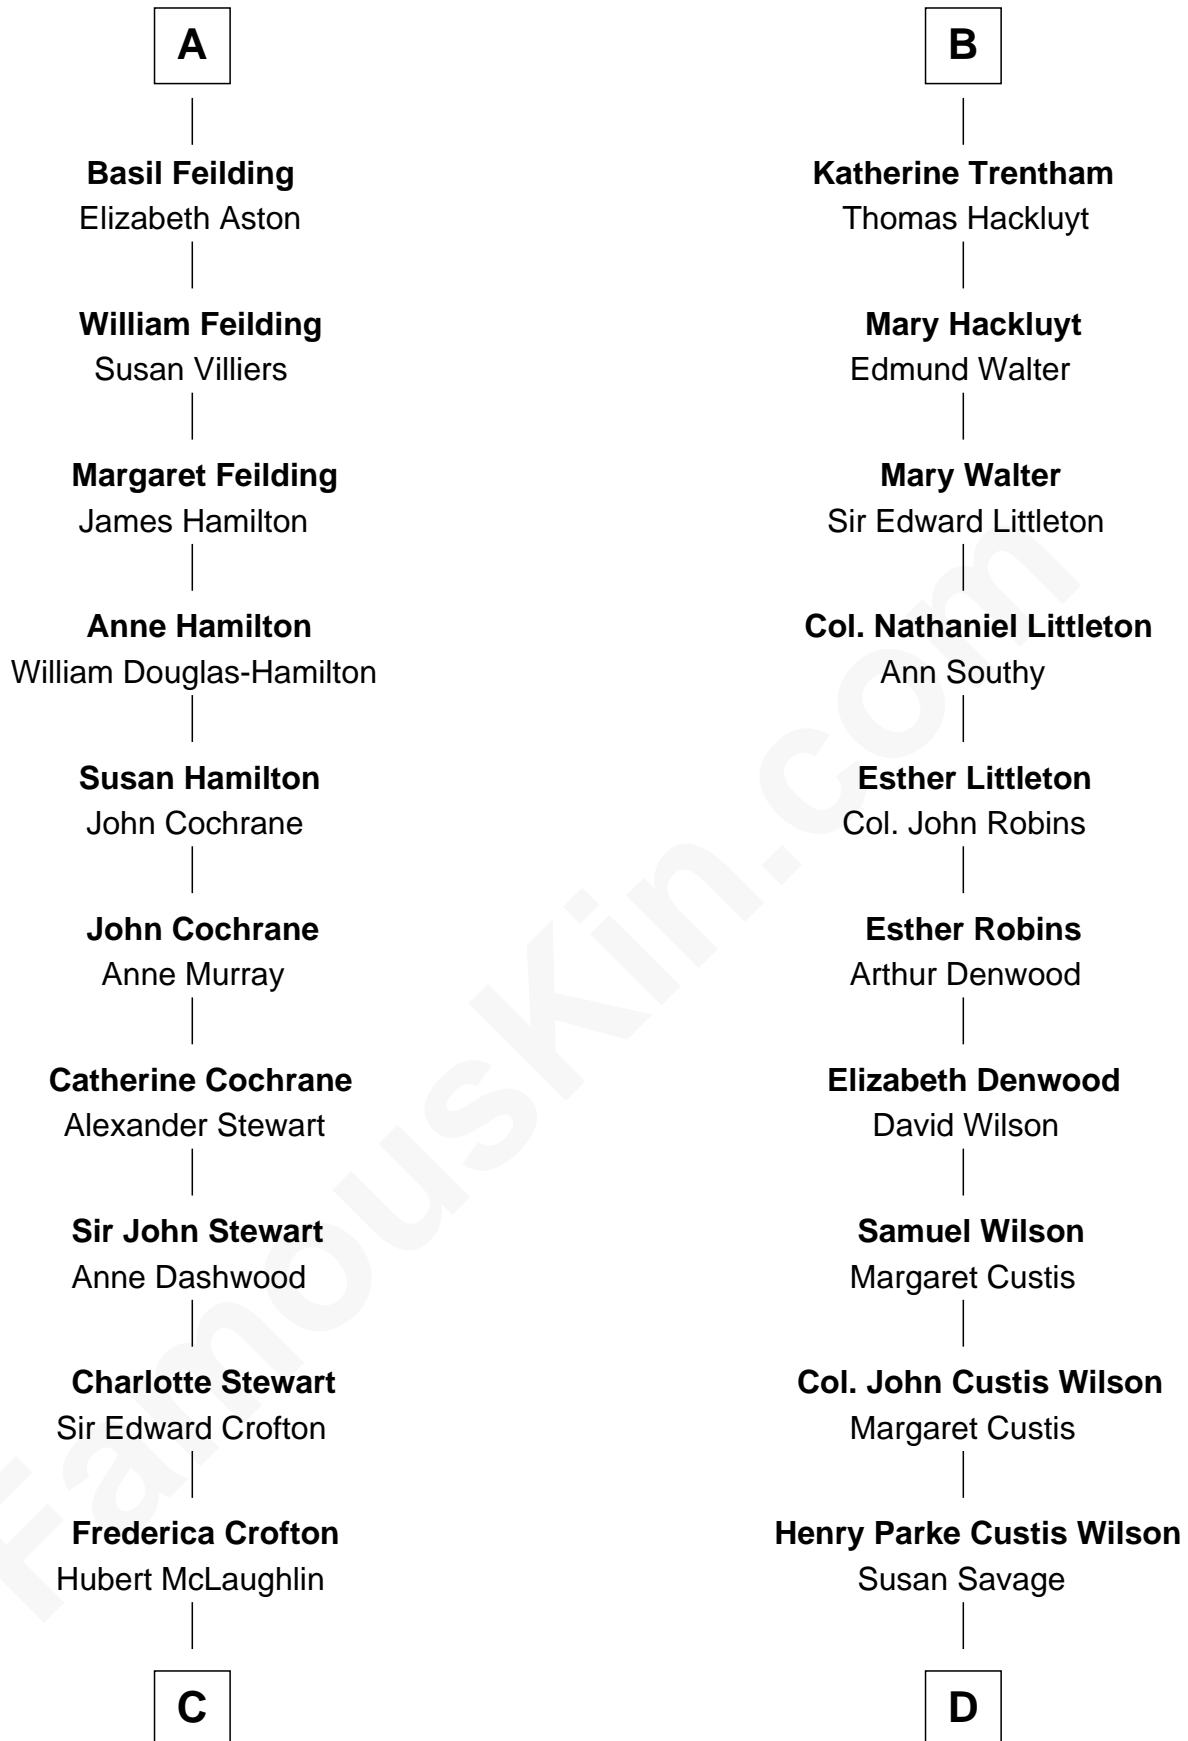 A
Basil Feilding
Elizabeth Aston
William Feilding
Susan Villiers
Margaret Feilding
James Hamilton
Anne Hamilton
William Douglas-Hamilton
Susan Hamilton
John Cochrane
John Cochrane
Anne Murray
Catherine Cochrane
Alexander Stewart
Sir John Stewart
Anne Dashwood
Charlotte Stewart
Sir Edward Crofton
Frederica Crofton
Hubert McLaughlin
C
B
Katherine Trentham
Thomas Hackluyt
Mary Hackluyt
Edmund Walter
Mary Walter
Sir Edward Littleton
Col. Nathaniel Littleton
Ann Southy
Esther Littleton
Col. John Robins
Esther Robins
Arthur Denwood
Elizabeth Denwood
David Wilson
Samuel Wilson
Margaret Custis
Col. John Custis Wilson
Margaret Custis
Henry Parke Custis Wilson
Susan Savage
D
FamousKin.com